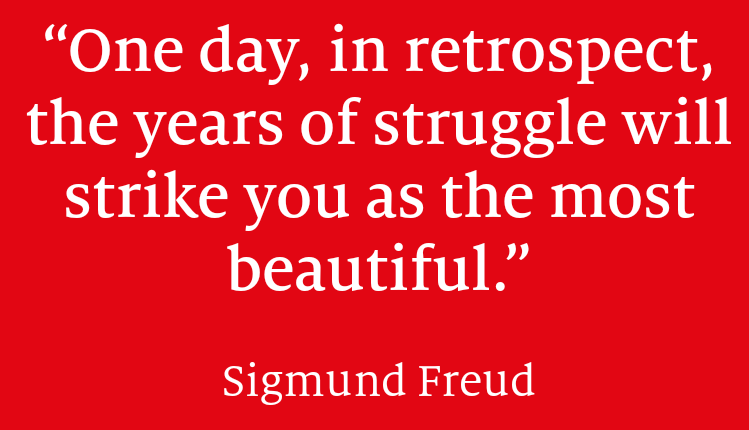 “One day, in retrospect,
the years of struggle will
strike you as the most
beautiful.”
Sigmund Freud